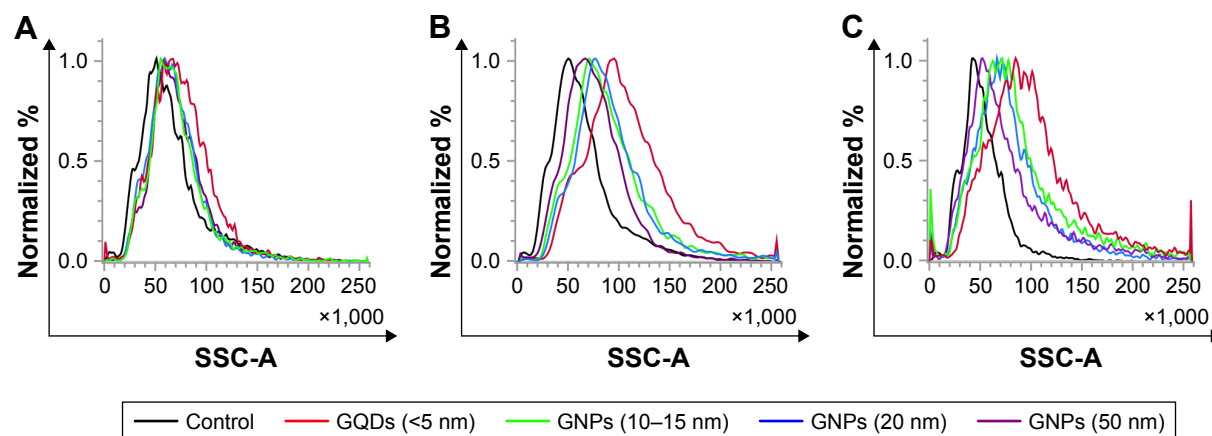 A
B
C
Normalized %
1.0
0.5
0.0
0 50 100 150 200 250
×1,000
SSC-A
Normalized %
1.0
0.5
0.0
0 50 100 150 200 250
×1,000
SSC-A
Normalized %
1.0
0.5
0.0
0 50 100 150 200 250
×1,000
SSC-A
Control GQDs (<5 nm) GNPs (10–15 nm) GNPs (20 nm) GNPs (50 nm)